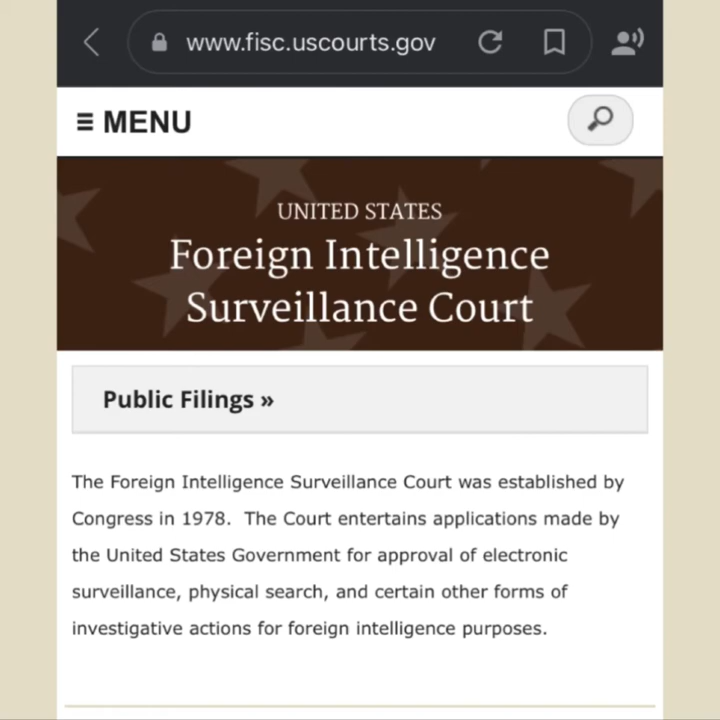 www.fisc.uscourts.gov
≡ MENU
UNITED STATES
Foreign Intelligence
Surveillance Court
Public Filings »
The Foreign Intelligence Surveillance Court was established by
Congress in 1978.  The Court entertains applications made by
the United States Government for approval of electronic
surveillance, physical search, and certain other forms of
investigative actions for foreign intelligence purposes.